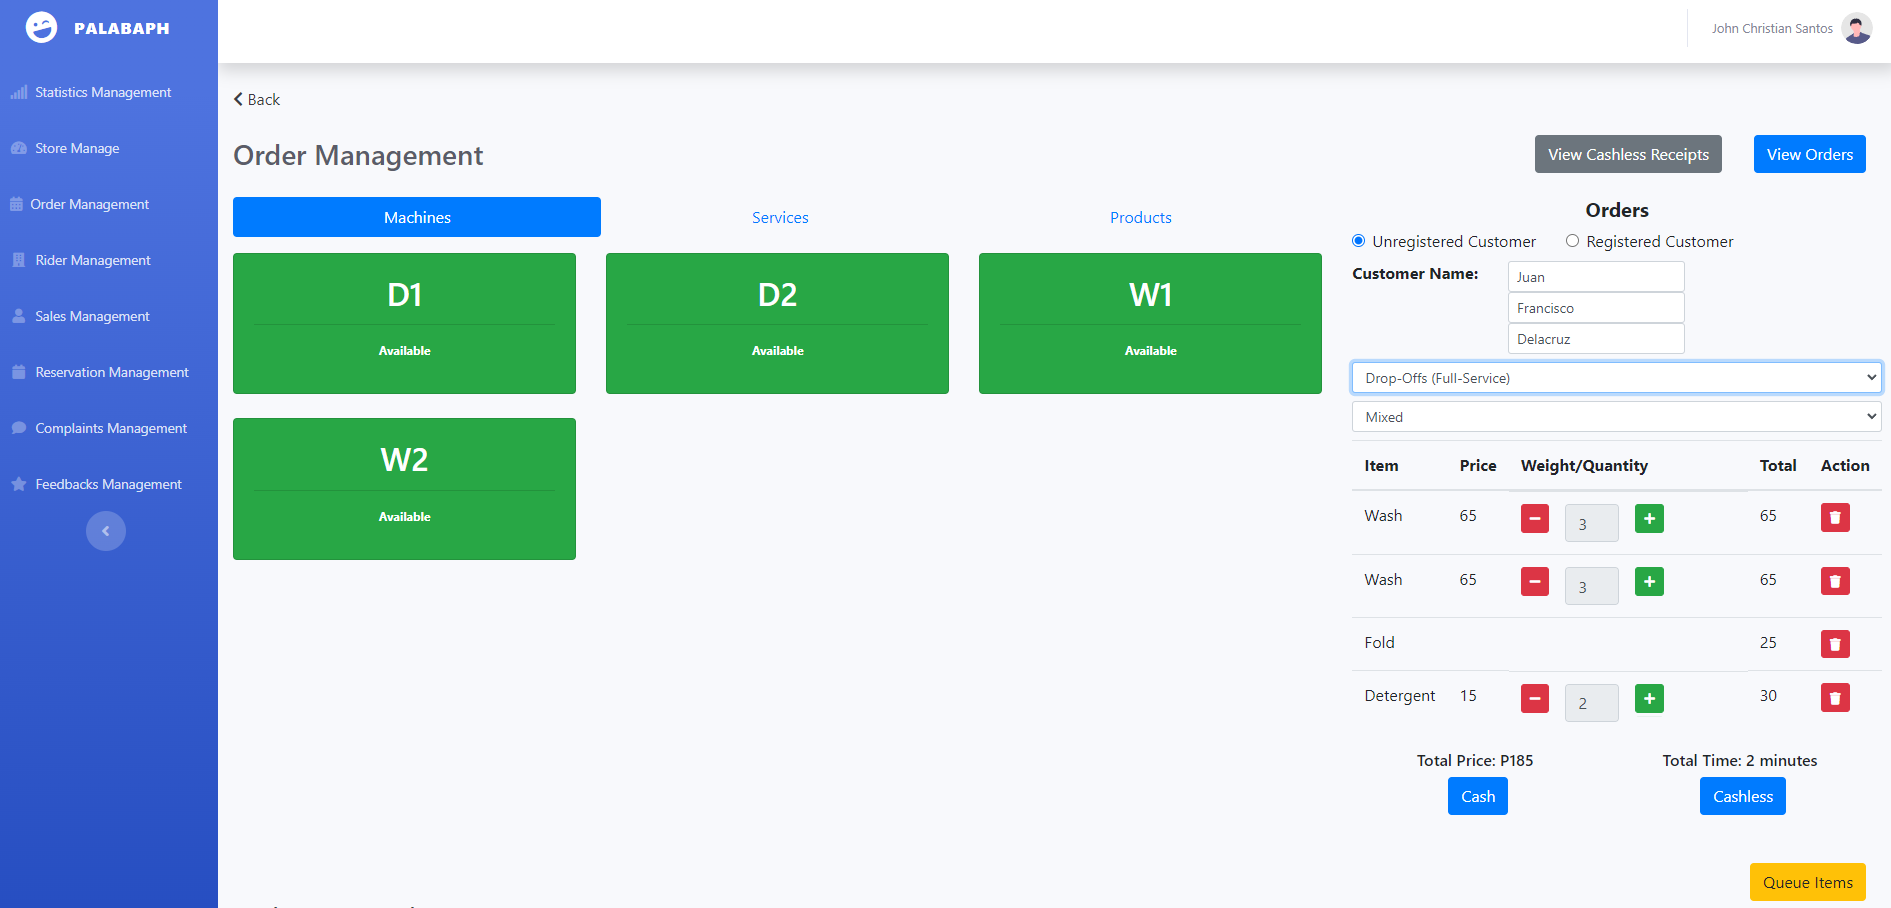 PALABAPH
Statistics Management
Store Manage
Order Management
Rider Management
Sales Management
Reservation Management
Complaints Management
Feedbacks Management
John Christian Santos
Back
Order Management
View Cashless Receipts
View Orders
Machines
Services
Products
D1
Available
D2
Available
W1
Available
W2
Available
Orders
Unregistered Customer
Registered Customer
Customer Name:
Juan
Francisco
Delacruz
Drop-Offs (Full-Service)
Mixed
Item Price Weight/Quantity Total Action
Wash 65 3 65
Wash 65 3 65
Fold 25
Detergent 15 2 30
Total Price: P185
Total Time: 2 minutes
Cash
Cashless
Queue Items